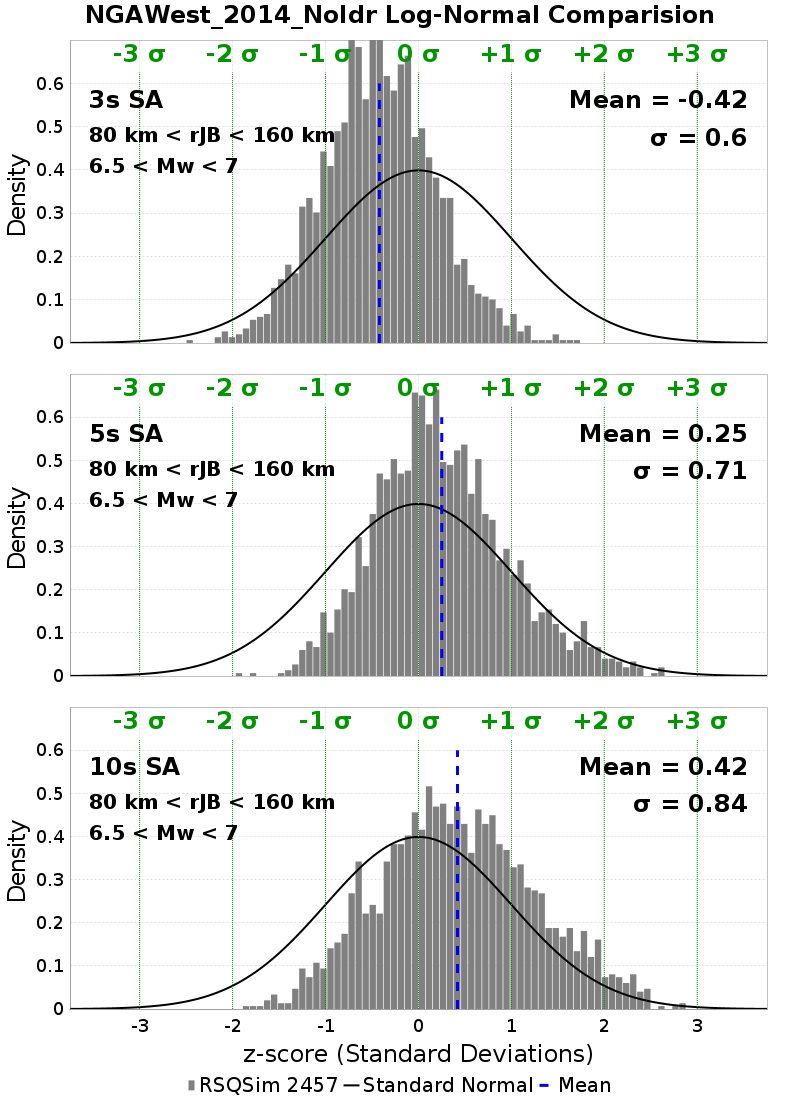 NGAWest_2014_NoIdr Log-Normal Comparision
-3 σ -2 σ -1 σ 0 σ +1 σ +2 σ +3 σ
0.6
3s SA Mean = -0.42
0.5 80 km < rJB < 160 km σ = 0.6
0.4 6.5 < Mw < 7
0.3
0.2
0.1
0
Density
-3 σ -2 σ -1 σ 0 σ +1 σ +2 σ +3 σ
0.6
5s SA Mean = 0.25
0.5 80 km < rJB < 160 km σ = 0.71
0.4 6.5 < Mw < 7
0.3
0.2
0.1
0
Density
-3 σ -2 σ -1 σ 0 σ +1 σ +2 σ +3 σ
0.6
10s SA Mean = 0.42
0.5 80 km < rJB < 160 km σ = 0.84
0.4 6.5 < Mw < 7
0.3
0.2
0.1
0
Density
-3 -2 -1 0 1 2 3
z-score (Standard Deviations)
RSQSim 2457 Standard Normal Mean